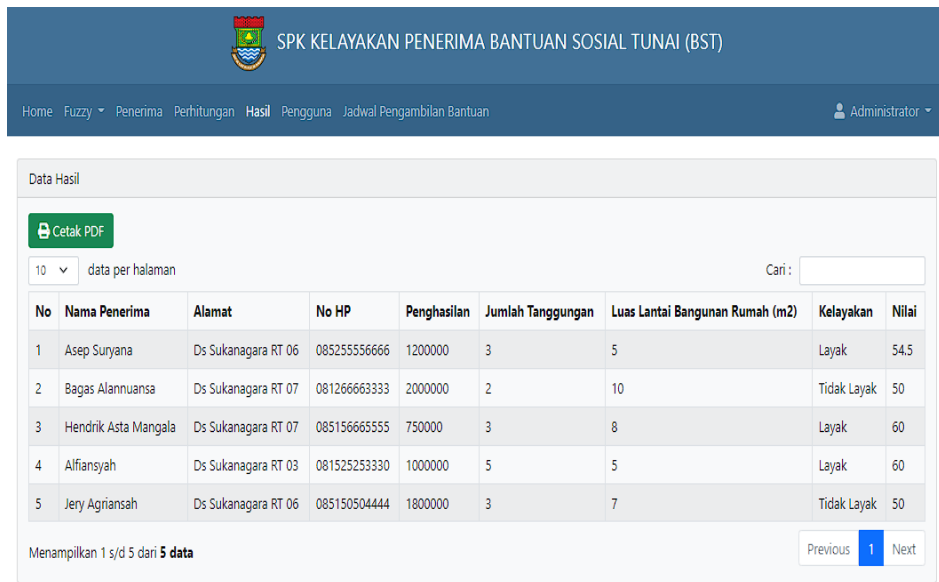 SPK KELAYAKAN PENERIMA BANTUAN SOSIAL TUNAI (BST)
Home Fuzzy Penerima Perhitungan Hasil Pengguna Jadwal Pengambilan Bantuan Administrator
Data Hasil
Cetak PDF
10 data per halaman Cari :
No Nama Penerima Alamat No HP Penghasilan Jumlah Tanggungan Luas Lantai Bangunan Rumah (m2) Kelayakan Nilai
1 Asep Suryana Ds Sukanagara RT 06 085255556666 1200000 3 5 Layak 54.5
2 Bagas Alannuansa Ds Sukanagara RT 07 081266663333 2000000 2 10 Tidak Layak 50
3 Hendrik Asta Mangala Ds Sukanagara RT 07 085156665555 750000 3 8 Layak 60
4 Alfiansyah Ds Sukanagara RT 03 081525253330 1000000 5 5 Layak 60
5 Jery Agriansah Ds Sukanagara RT 06 085150504444 1800000 3 7 Tidak Layak 50
Menampilkan 1 s/d 5 dari 5 data Previous 1 Next